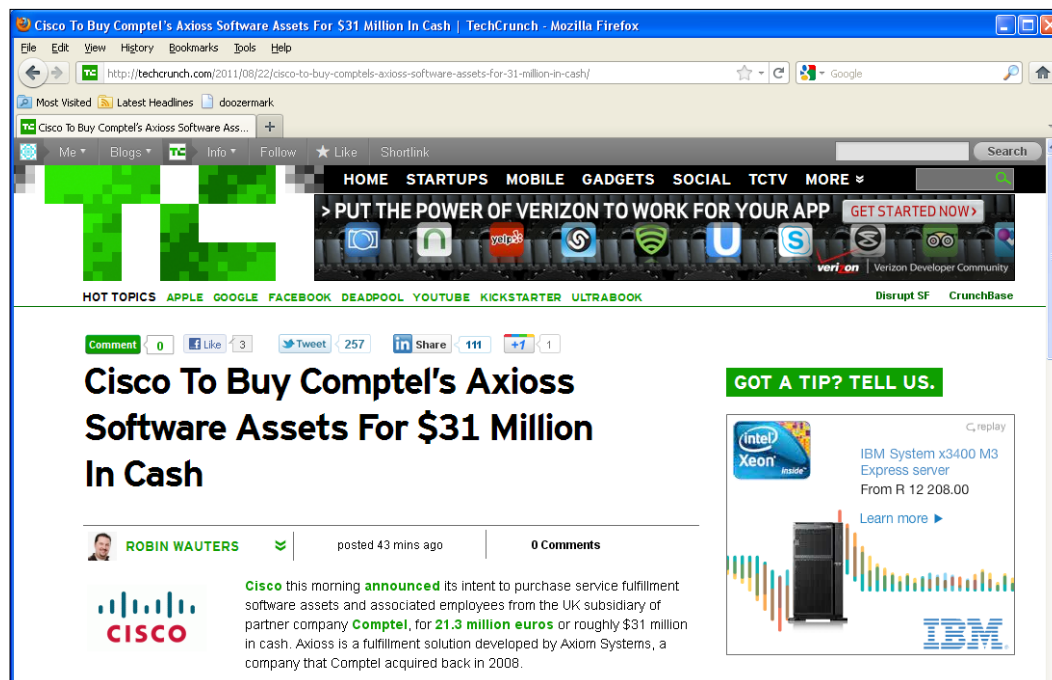 Cisco To Buy Comptel's Axioss Software Assets For $31 Million In Cash | TechCrunch - Mozilla Firefox
File Edit View History Bookmarks Tools Help
http://techcrunch.com/2011/08/22/cisco-to-buy-comptels-axioss-software-assets-for-31-million-in-cash/ Google
Most Visited Latest Headlines doozermark
TC Cisco To Buy Comptel's Axioss Software Ass... +
Me Blogs TC Info Follow Like Shortlink Search
HOME STARTUPS MOBILE GADGETS SOCIAL TCTV MORE
> PUT THE POWER OF VERIZON TO WORK FOR YOUR APP GET STARTED NOW >
yelp
verizon | Verizon Developer Community
HOT TOPICS APPLE GOOGLE FACEBOOK DEADPOOL YOUTUBE KICKSTARTER ULTRABOOK Disrupt SF CrunchBase
Comment 0 Like 3 Tweet 257 in Share 111 +1 1
Cisco To Buy Comptel's Axioss
Software Assets For $31 Million
In Cash
GOT A TIP? TELL US.
replay
intel
Xeon
inside
IBM System x3400 M3
Express server
From R 12 208.00
Learn more
IBM
ROBIN WAUTERS posted 43 mins ago 0 Comments
CISCO
Cisco this morning announced its intent to purchase service fulfillment
software assets and associated employees from the UK subsidiary of
partner company Comptel, for 21.3 million euros or roughly $31 million
in cash. Axioss is a fulfillment solution developed by Axiom Systems, a
company that Comptel acquired back in 2008.